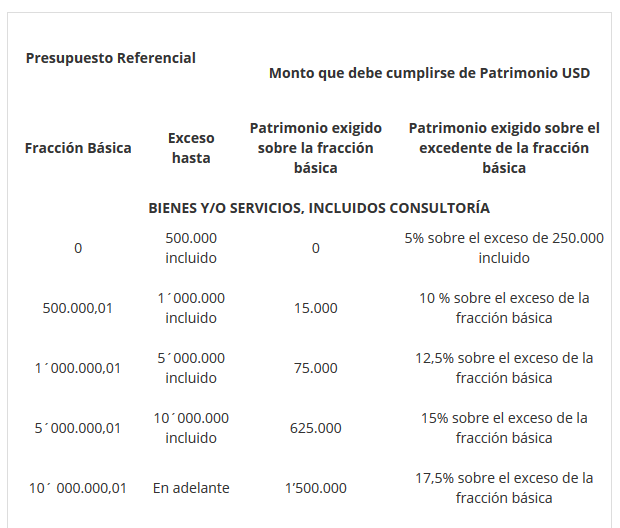 Presupuesto Referencial
Monto que debe cumplirse de Patrimonio USD
Fracción Básica
Exceso
hasta
Patrimonio exigido
sobre la fracción
básica
Patrimonio exigido sobre el
excedente de la fracción
básica
BIENES Y/O SERVICIOS, INCLUIDOS CONSULTORÍA
0
500.000
incluido
0
5% sobre el exceso de 250.000
incluido
500.000,01
1´000.000
incluido
15.000
10 % sobre el exceso de la
fracción básica
1´000.000,01
5´000.000
incluido
75.000
12,5% sobre el exceso de la
fracción básica
5´000.000,01
10´000.000
incluido
625.000
15% sobre el exceso de la
fracción básica
10´ 000.000,01
En adelante
1’500.000
17,5% sobre el exceso de la
fracción básica